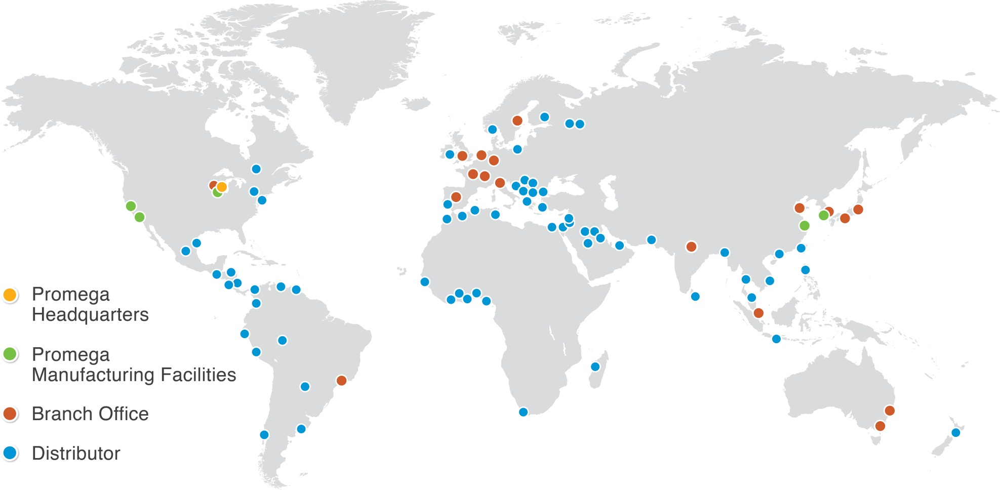 Promega
Headquarters
Promega
Manufacturing Facilities
Branch Office
Distributor